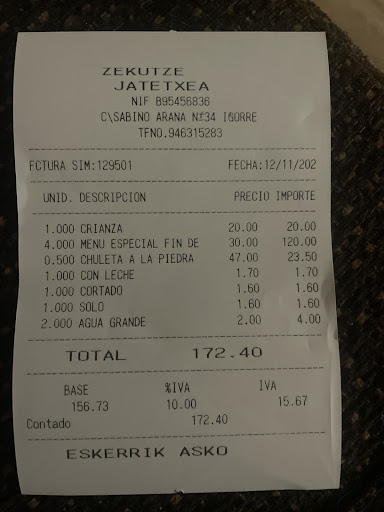 ZEKUTZE
JATETXEA
NIF B95456836
C\SABINO ARANA Nº34 IGORRE
TFNO.946315283
FCTURA SIM:129501 FECHA:12/11/202
UNID. DESCRIPCION PRECIO IMPORTE
1.000 CRIANZA 20.00 20.00
4.000 MENU ESPECIAL FIN DE 30.00 120.00
0.500 CHULETA A LA PIEDRA 47.00 23.50
1.000 CON LECHE 1.70 1.70
1.000 CORTADO 1.60 1.60
1.000 SOLO 1.60 1.60
2.000 AGUA GRANDE 2.00 4.00
TOTAL 172.40
BASE %IVA IVA
156.73 10.00 15.67
Contado 172.40
ESKERRIK ASKO